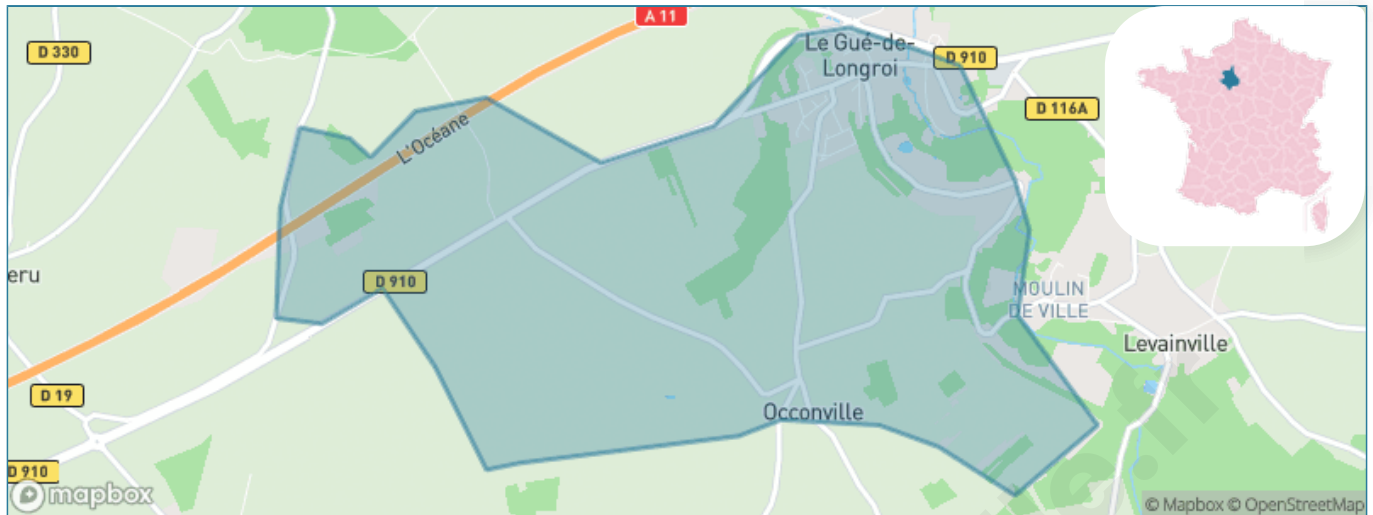 A 11
D 330
Le Gué-de-
Longroi
D 910
D 116A
L'Océane
eru
D 910
MOULIN
DE VILLE
Levainville
D 19
Occonville
D 910
mapbox
© Mapbox © OpenStreetMap